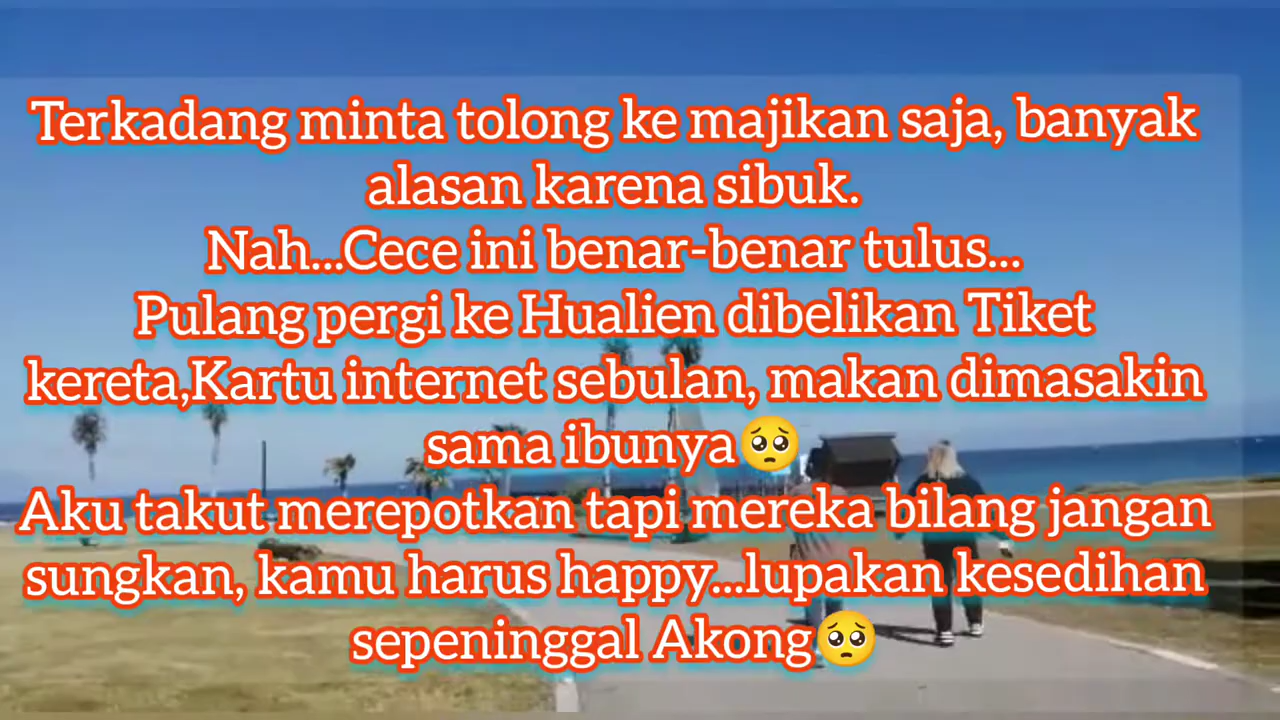 Terkadang minta tolong ke majikan saja, banyak
alasan karena sibuk.
Nah...Cece ini benar-benar tulus...
Pulang pergi ke Hualien dibelikan Tiket
kereta,Kartu internet sebulan, makan dimasakin
sama ibunya🥺
Aku takut merepotkan tapi mereka bilang jangan
sungkan, kamu harus happy...lupakan kesedihan
sepeninggal Akong🥺